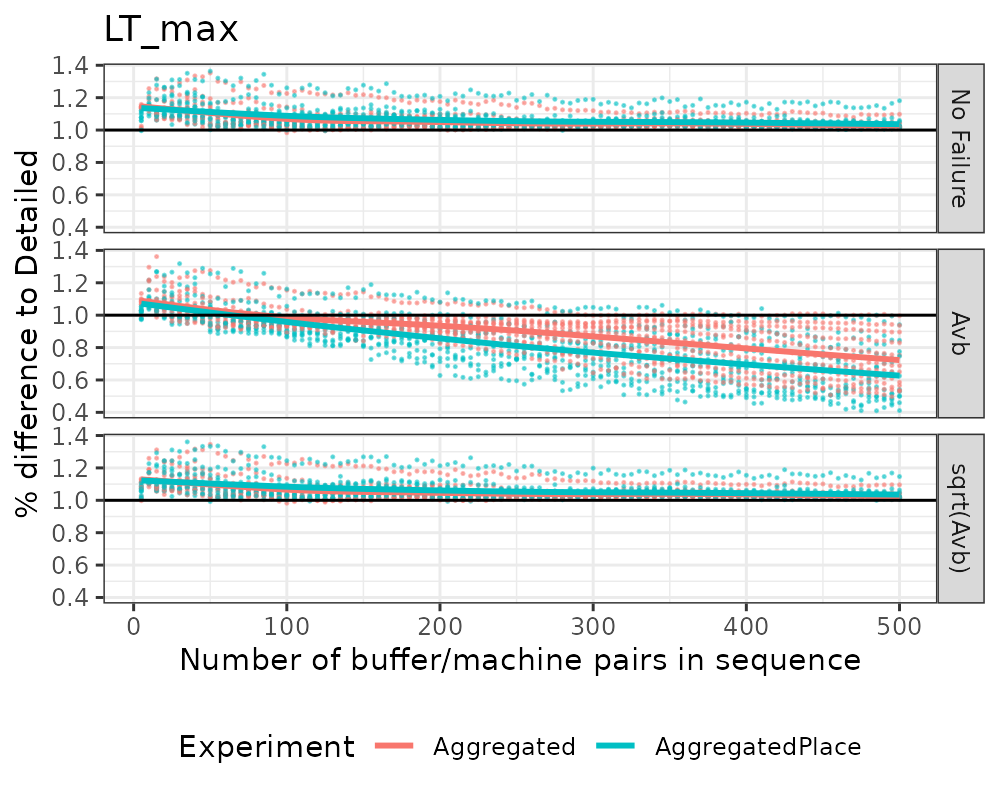 LT_max
% difference to Detailed
1.4
1.2
1.0
0.8
0.6
0.4
No Failure
1.4
1.2
1.0
0.8
0.6
0.4
Avb
1.4
1.2
1.0
0.8
0.6
0.4
sqrt(Avb)
0 100 200 300 400 500
Number of buffer/machine pairs in sequence
Experiment Aggregated AggregatedPlace